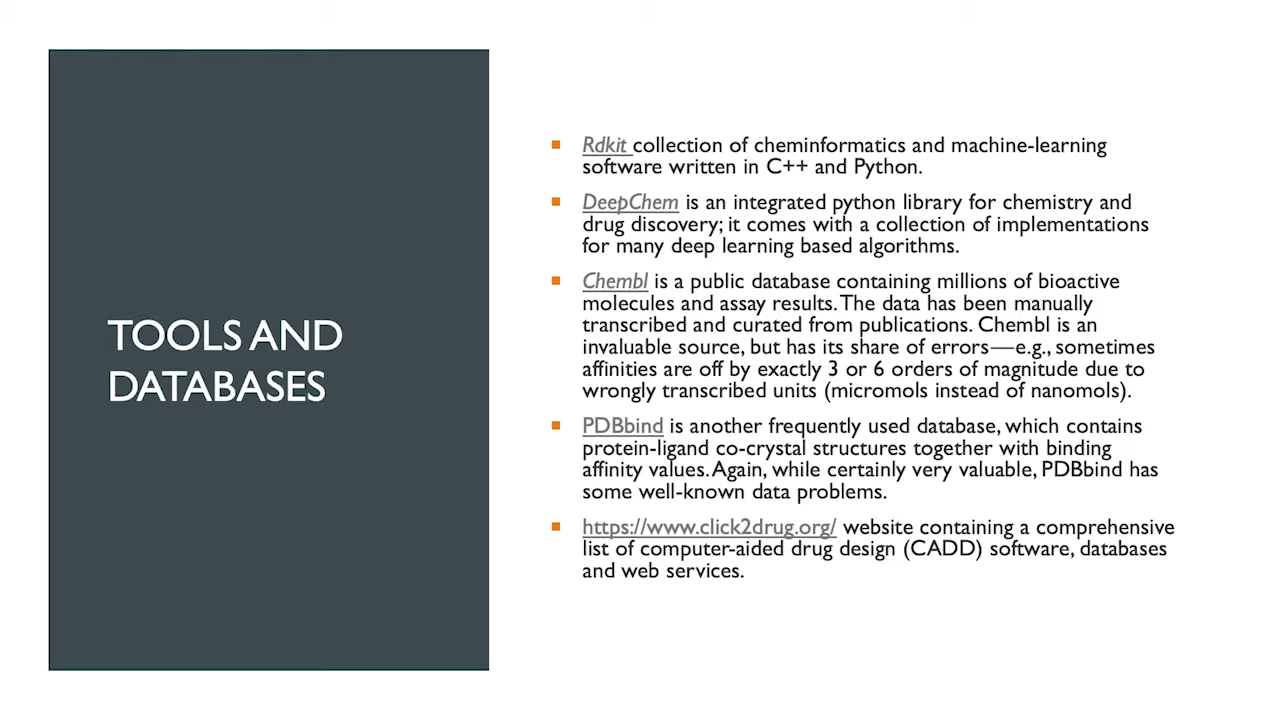 TOOLS AND
DATABASES
Rdkit collection of cheminformatics and machine-learning
software written in C++ and Python.
DeepChem is an integrated python library for chemistry and
drug discovery; it comes with a collection of implementations
for many deep learning based algorithms.
Chembl is a public database containing millions of bioactive
molecules and assay results. The data has been manually
transcribed and curated from publications. Chembl is an
invaluable source, but has its share of errors—e.g., sometimes
affinities are off by exactly 3 or 6 orders of magnitude due to
wrongly transcribed units (micromols instead of nanomols).
PDBbind is another frequently used database, which contains
protein-ligand co-crystal structures together with binding
affinity values. Again, while certainly very valuable, PDBbind has
some well-known data problems.
https://www.click2drug.org/ website containing a comprehensive
list of computer-aided drug design (CADD) software, databases
and web services.